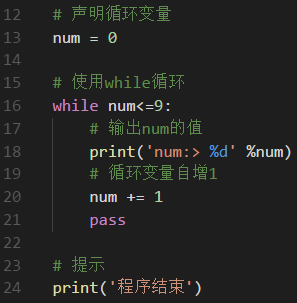 12 # 声明循环变量
13 num = 0
14
15 # 使用while循环
16 while num<=9:
17 # 输出num的值
18 print('num:> %d' %num)
19 # 循环变量自增1
20 num += 1
21 pass
22
23 # 提示
24 print('程序结束')